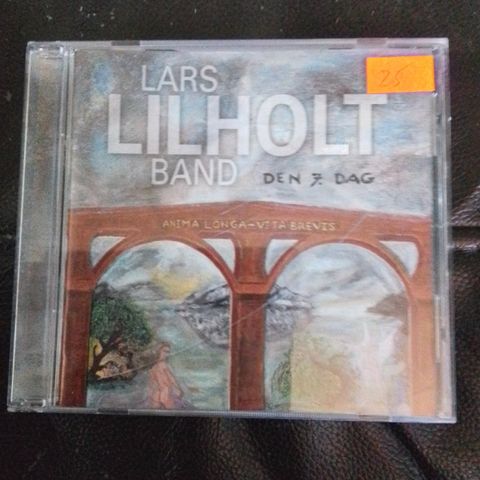 LARS
LILHOLT
BAND
DEN 7. DAG
ANIMA LONGA-VITA BREVIS
25